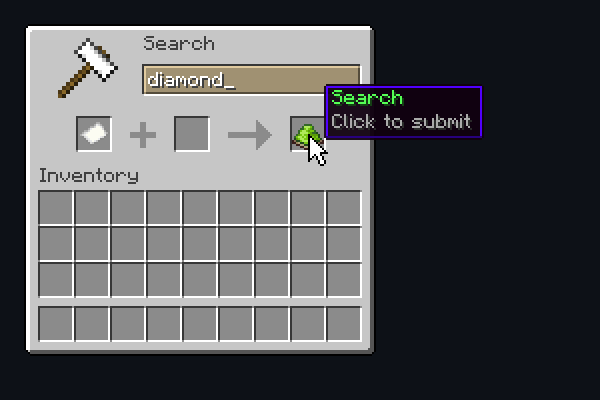 Search
diamond_
Search
Click to submit
Inventory